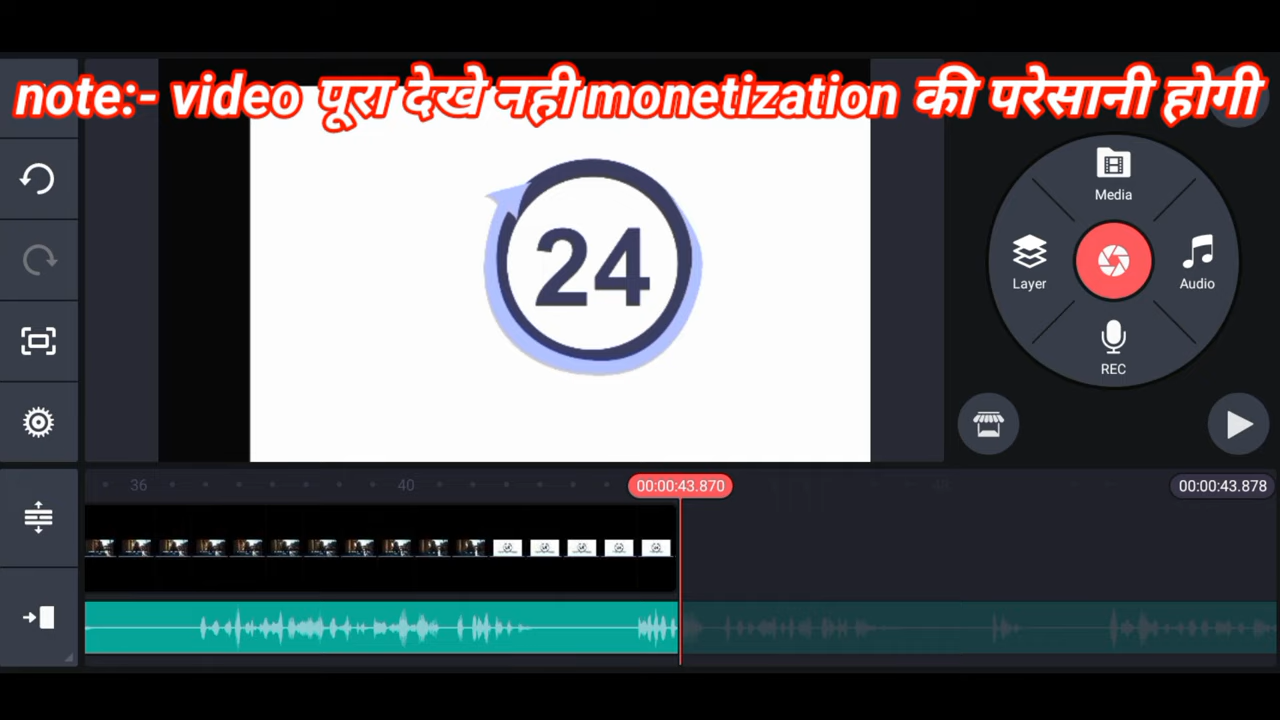 note:- video पूरा देखे नही monetization की परेसानी होगी
24
Media
Layer
Audio
REC
36
40
00:00:43.870
48
00:00:43.878